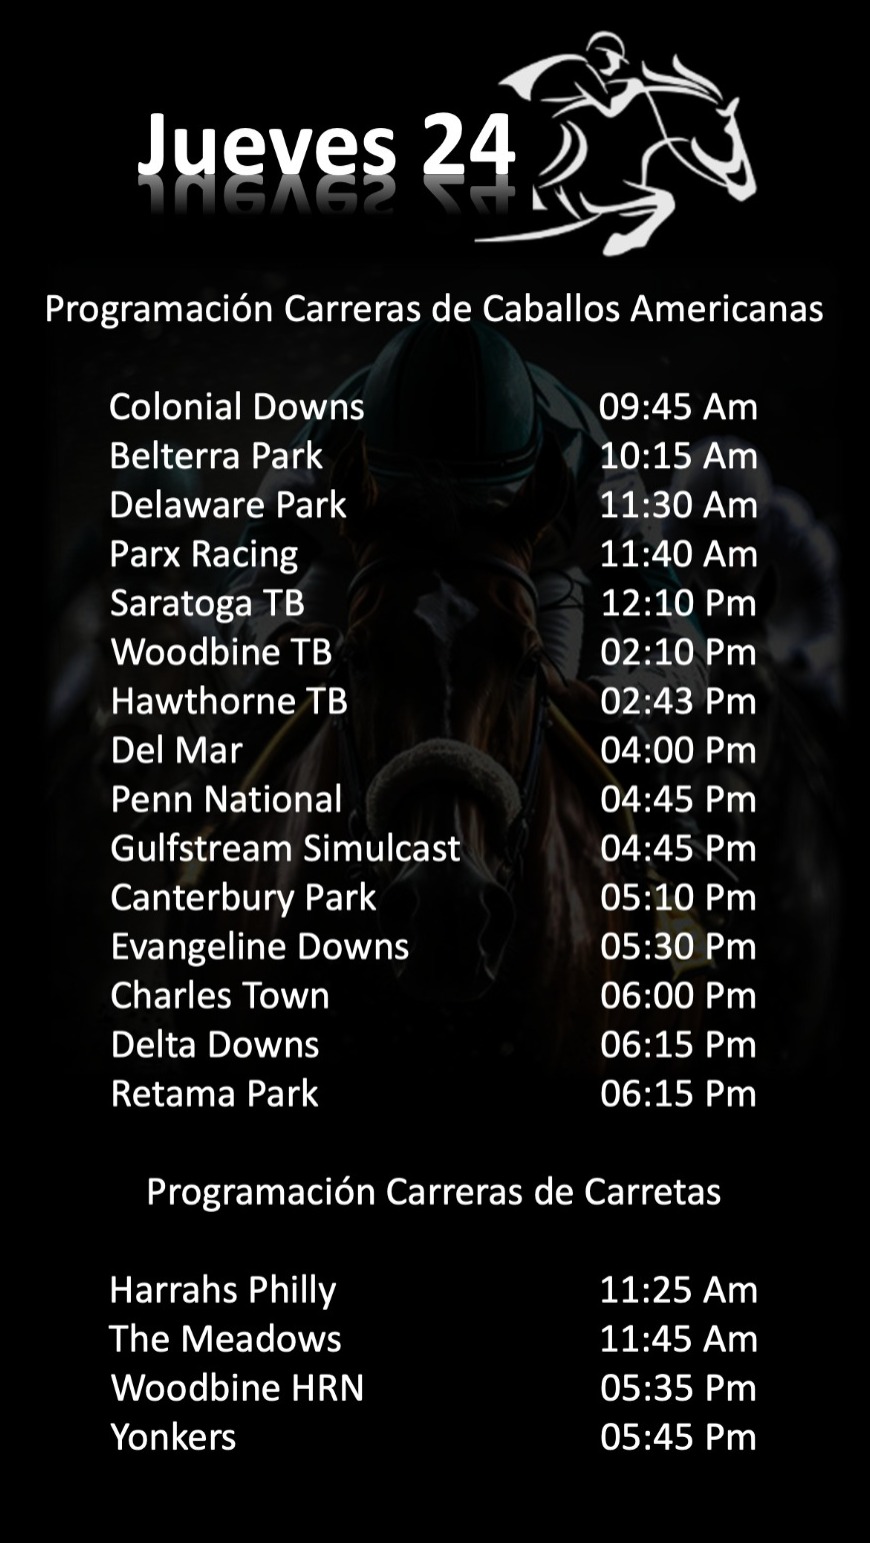 Jueves 24
Programación Carreras de Caballos Americanas
Colonial Downs 09:45 Am
Belterra Park 10:15 Am
Delaware Park 11:30 Am
Parx Racing 11:40 Am
Saratoga TB 12:10 Pm
Woodbine TB 02:10 Pm
Hawthorne TB 02:43 Pm
Del Mar 04:00 Pm
Penn National 04:45 Pm
Gulfstream Simulcast 04:45 Pm
Canterbury Park 05:10 Pm
Evangeline Downs 05:30 Pm
Charles Town 06:00 Pm
Delta Downs 06:15 Pm
Retama Park 06:15 Pm
Programación Carreras de Carretas
Harrahs Philly 11:25 Am
The Meadows 11:45 Am
Woodbine HRN 05:35 Pm
Yonkers 05:45 Pm